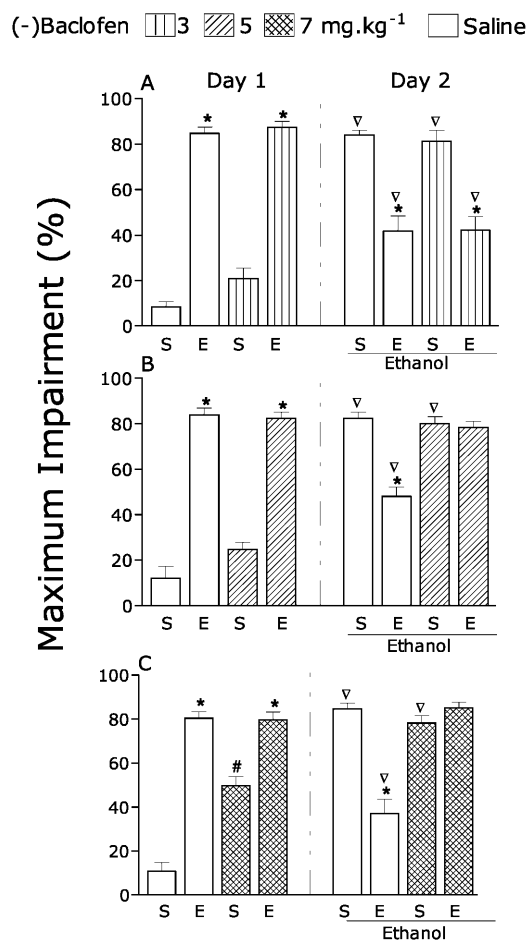 (-)Baclofen 3 5 7 mg.kg-1 Saline
A Day 1 Day 2
Maximum Impairment (%)
100
80
60
40
20
0
* * ∇ ∇ * ∇ ∇ *
S E S E S E S E
Ethanol
B
100
80
60
40
20
0
* * ∇ ∇ * ∇
S E S E S E S E
Ethanol
C
100
80
60
40
20
0
* # * ∇ ∇ * ∇
S E S E S E S E
Ethanol